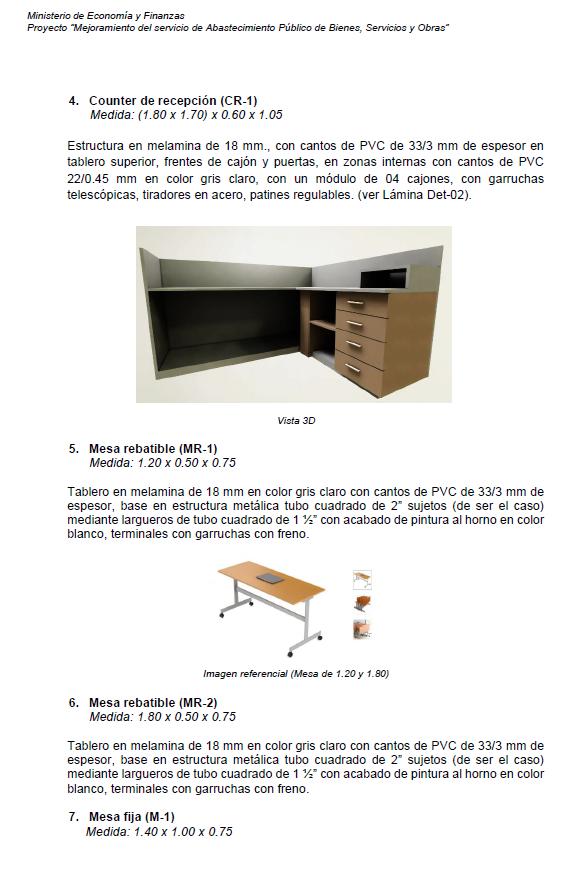 Ministerio de Economía y Finanzas
Proyecto "Mejoramiento del servicio de Abastecimiento Público de Bienes, Servicios y Obras"
4. Counter de recepción (CR-1)
Medida: (1.80 x 1.70) x 0.60 x 1.05
Estructura en melamina de 18 mm., con cantos de PVC de 33/3 mm de espesor en
tablero superior, frentes de cajón y puertas, en zonas internas con cantos de PVC
22/0.45 mm en color gris claro, con un módulo de 04 cajones, con garruchas
telescópicas, tiradores en acero, patines regulables. (ver Lámina Det-02).
Vista 3D
5. Mesa rebatible (MR-1)
Medida: 1.20 x 0.50 x 0.75
Tablero en melamina de 18 mm en color gris claro con cantos de PVC de 33/3 mm de
espesor, base en estructura metálica tubo cuadrado de 2" sujetos (de ser el caso)
mediante largueros de tubo cuadrado de 1 ½" con acabado de pintura al horno en color
blanco, terminales con garruchas con freno.
Imagen referencial (Mesa de 1.20 y 1.80)
6. Mesa rebatible (MR-2)
Medida: 1.80 x 0.50 x 0.75
Tablero en melamina de 18 mm en color gris claro con cantos de PVC de 33/3 mm de
espesor, base en estructura metálica tubo cuadrado de 2" sujetos (de ser el caso)
mediante largueros de tubo cuadrado de 1 ½" con acabado de pintura al horno en color
blanco, terminales con garruchas con freno.
7. Mesa fija (M-1)
Medida: 1.40 x 1.00 x 0.75